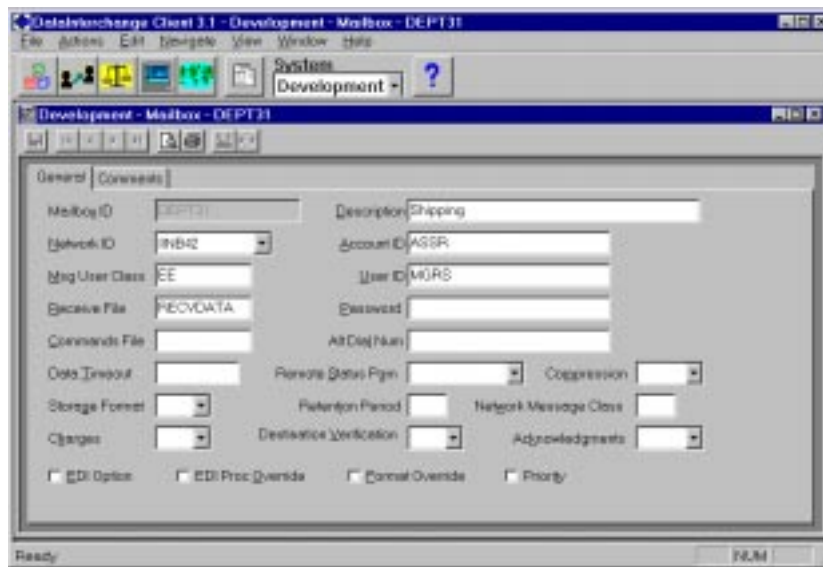 DataInterchange Client 3.1 - Development - Mailbox - DEPT31
File Actions Edit Navigate View Window Help
System
Development
?
Development - Mailbox - DEPT31
General Comments
Mailbox ID DEPT31 Description Shipping
Network ID IINB42 Account ID ASSR
Msg User Class EE User ID MGRS
Receive File RECVDATA Password
Commands File Alt Dial Num
Data Timeout Remote Status Pgm Compression
Storage Format Retention Period Network Message Class
Charges Destination Verification Acknowledgments
EDI Option EDI Proc Override Format Override Priority
Ready NUM